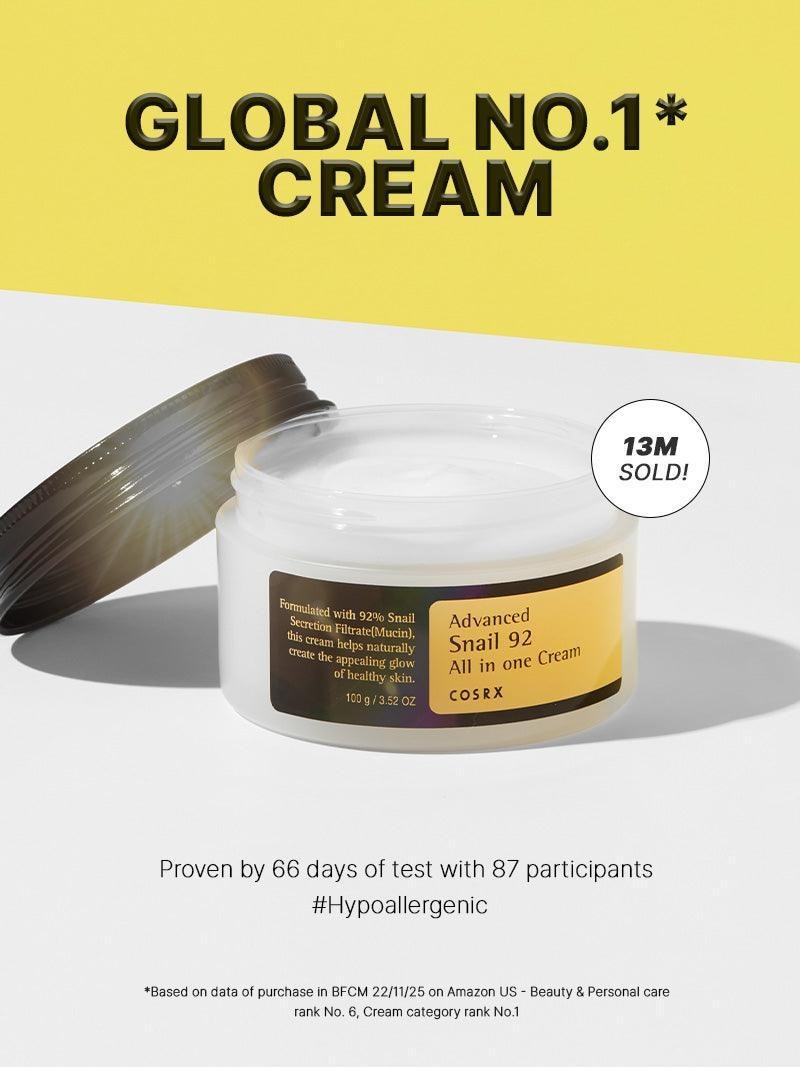 GLOBAL NO.1*
CREAM
13M
SOLD!
Formulated with 92% Snail
Secretion Filtrate(Mucin),
this cream helps naturally
create the appealing glow
of healthy skin.
100 g / 3.52 OZ
Advanced
Snail 92
All in one Cream
COSRX
Proven by 66 days of test with 87 participants
#Hypoallergenic
*Based on data of purchase in BFCM 22/11/25 on Amazon US - Beauty & Personal care
rank No. 6, Cream category rank No.1